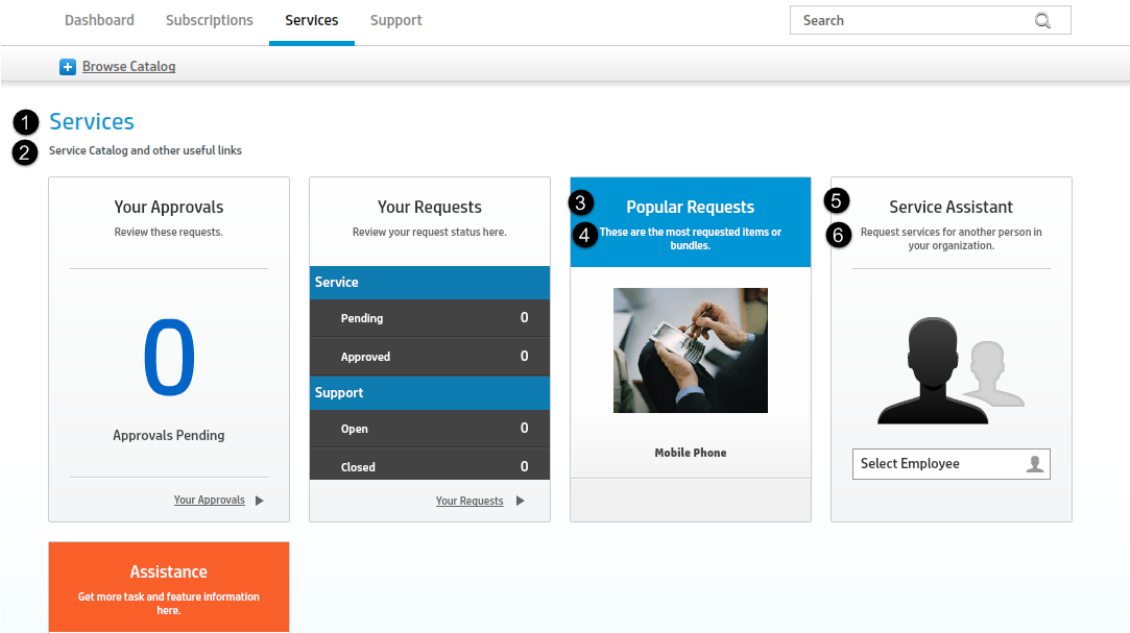 Dashboard Subscriptions Services Support Search
Browse Catalog
1 Services
2 Service Catalog and other useful links
Your Approvals
Review these requests.
0
Approvals Pending
Your Approvals
Your Requests
Review your request status here.
Service
Pending 0
Approved 0
Support
Open 0
Closed 0
Your Requests
3 Popular Requests
4 These are the most requested items or
bundles.
Mobile Phone
5 Service Assistant
6 Request services for another person in
your organization.
Select Employee
Assistance
Get more task and feature information
here.